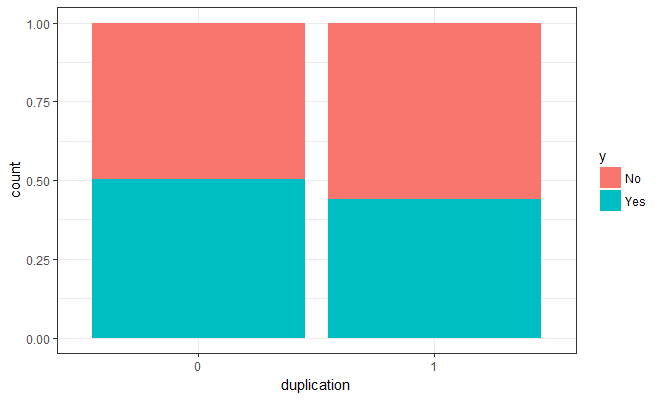 1.00
0.75
0.50
0.25
0.00
count
0 1
duplication
y
No
Yes